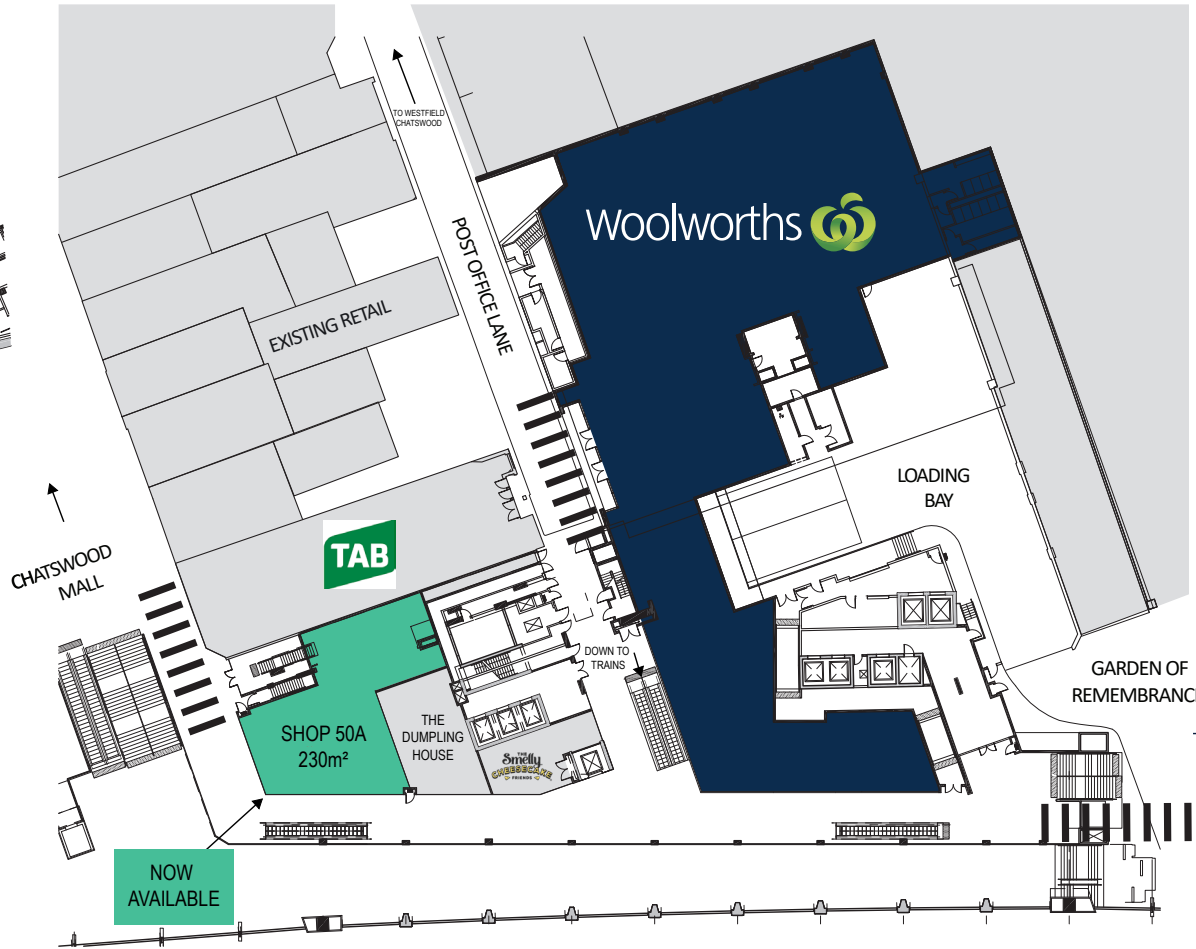 TO WESTFIELD
CHATSWOOD
Woolworths
POST OFFICE LANE
EXISTING RETAIL
LOADING
BAY
TAB
CHATSWOOD
MALL
DOWN TO
TRAINS
GARDEN OF
REMEMBRANC
SHOP 50A
230m²
THE
DUMPLING
HOUSE
THE
Smelly
CHEESECAKE
FRIENDS
NOW
AVAILABLE